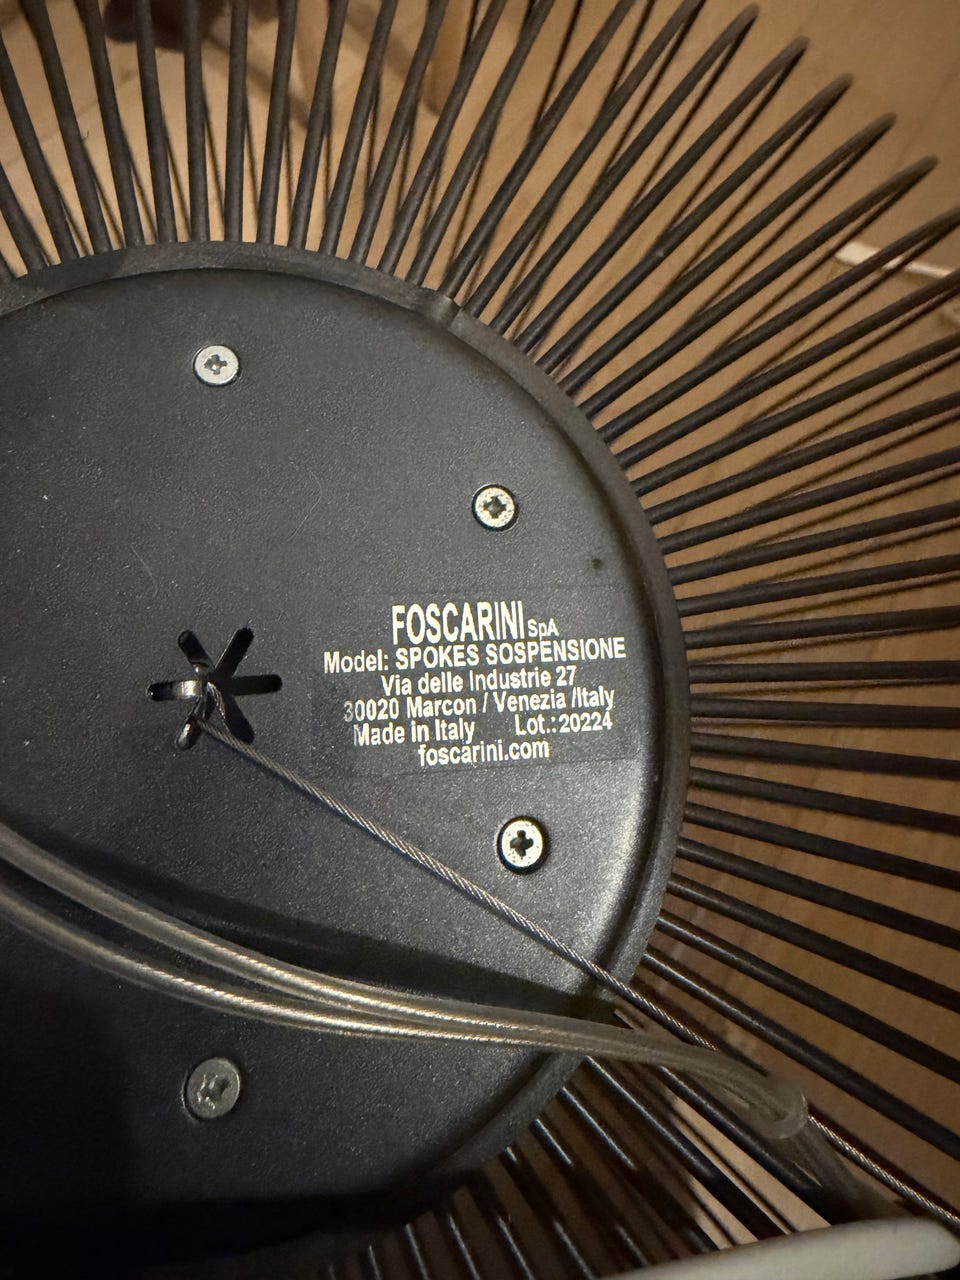 FOSCARINI SpA
Model: SPOKES SOSPENSIONE
Via delle Industrie 27
30020 Marcon / Venezia /Italy
Made in Italy Lot.: 20224
foscarini.com